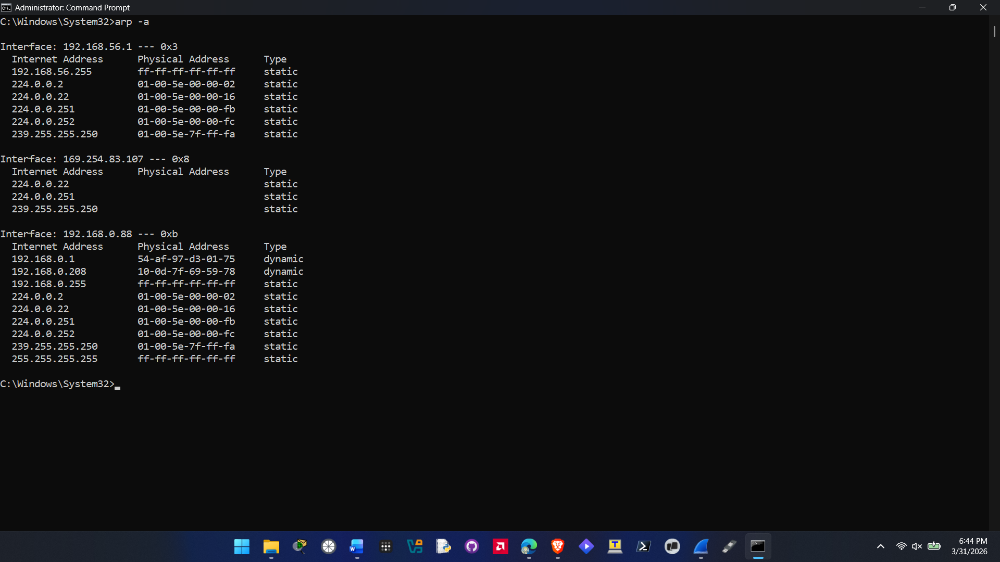 Administrator: Command Prompt
C:\Windows\System32>arp -a
Interface: 192.168.56.1 --- 0x3
  Internet Address      Physical Address      Type
  192.168.56.255        ff-ff-ff-ff-ff-ff     static
  224.0.0.2             01-00-5e-00-00-02     static
  224.0.0.22            01-00-5e-00-00-16     static
  224.0.0.251           01-00-5e-00-00-fb     static
  224.0.0.252           01-00-5e-00-00-fc     static
  239.255.255.250       01-00-5e-7f-ff-fa     static
Interface: 169.254.83.107 --- 0x8
  Internet Address      Physical Address      Type
  224.0.0.22                                  static
  224.0.0.251                                 static
  239.255.255.250                             static
Interface: 192.168.0.88 --- 0xb
  Internet Address      Physical Address      Type
  192.168.0.1           54-af-97-d3-01-75     dynamic
  192.168.0.208         10-0d-7f-69-59-78     dynamic
  192.168.0.255         ff-ff-ff-ff-ff-ff     static
  224.0.0.2             01-00-5e-00-00-02     static
  224.0.0.22            01-00-5e-00-00-16     static
  224.0.0.251           01-00-5e-00-00-fb     static
  224.0.0.252           01-00-5e-00-00-fc     static
  239.255.255.250       01-00-5e-7f-ff-fa     static
  255.255.255.255       ff-ff-ff-ff-ff-ff     static
C:\Windows\System32>
6:44 PM
3/31/2026